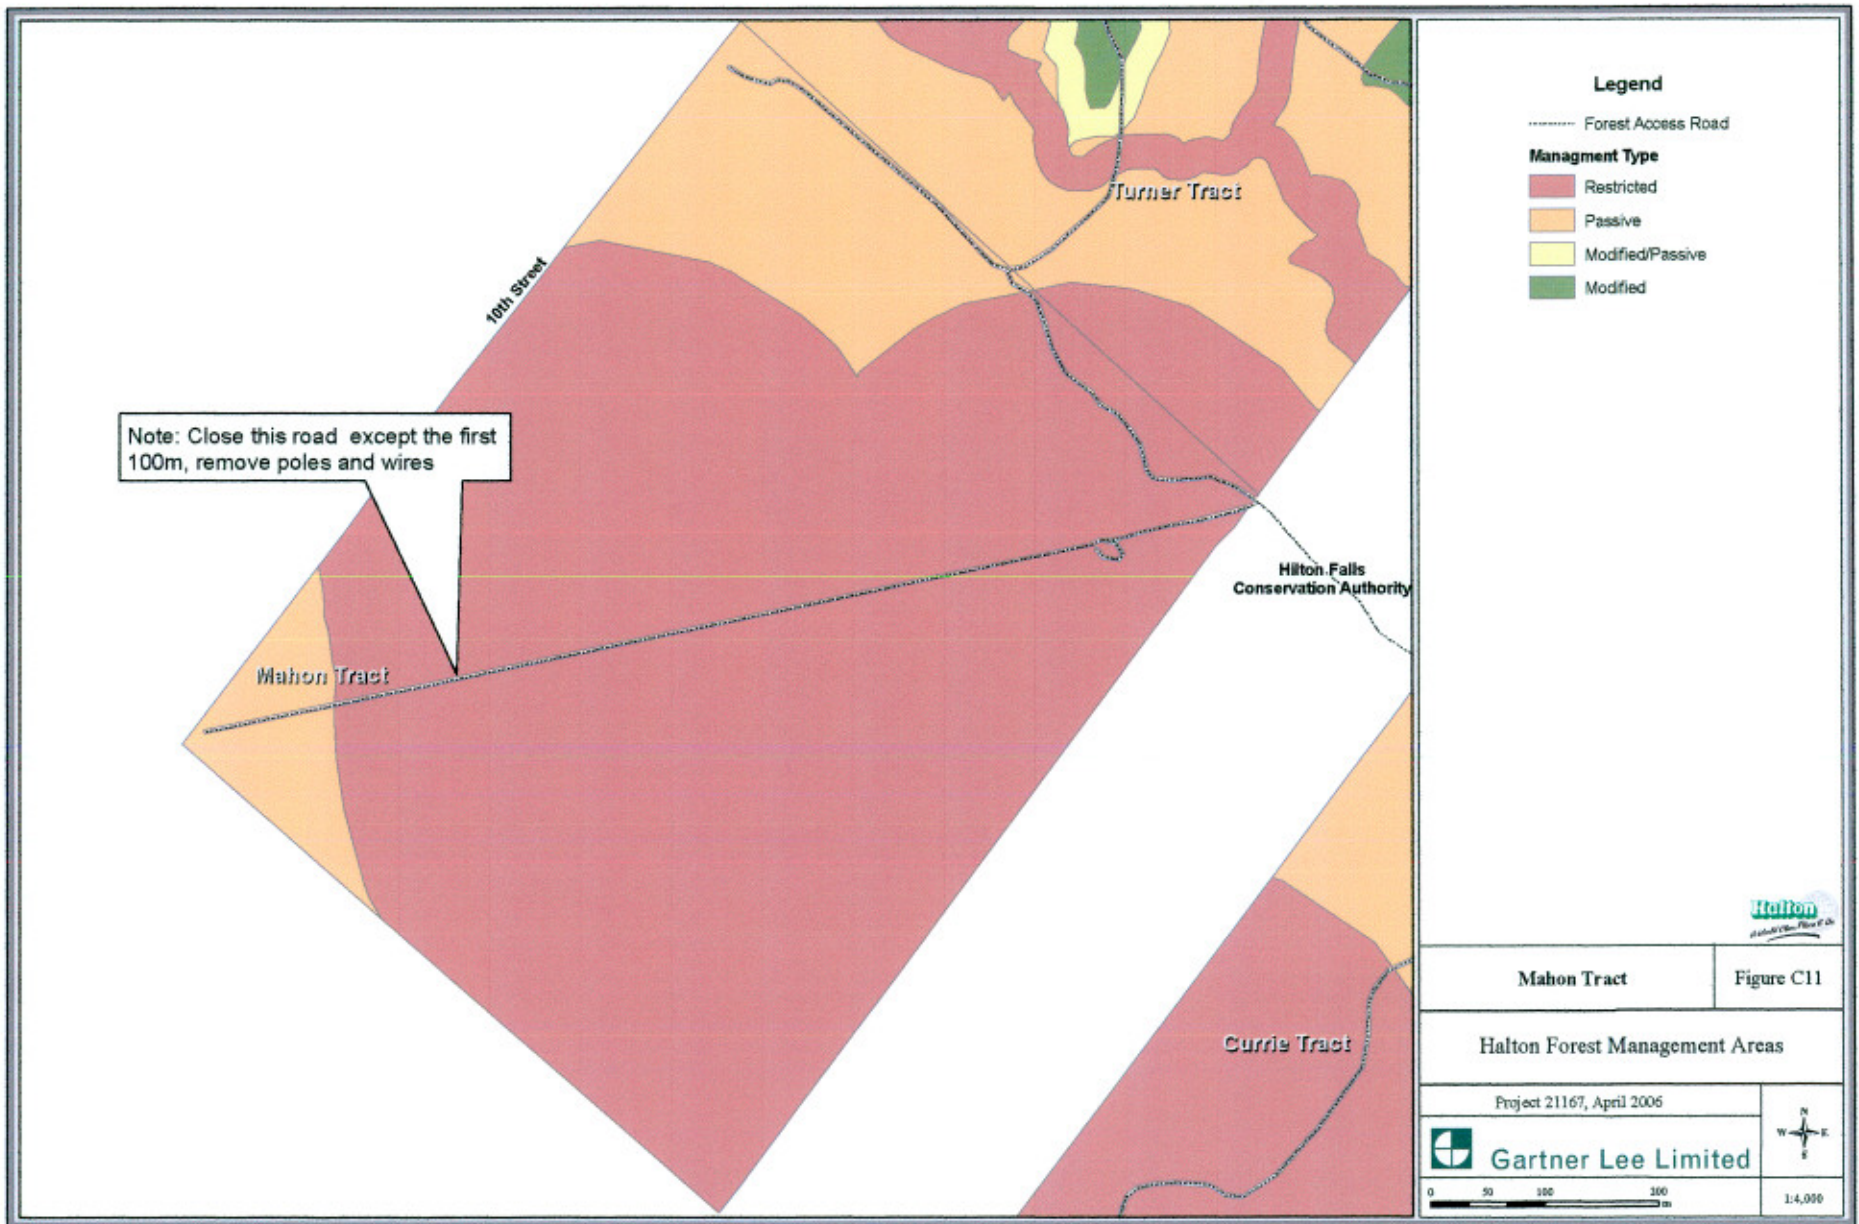 Legend
Forest Access Road
Managment Type
Restricted
Passive
Modified/Passive
Modified
Turner Tract
10th Street
Note: Close this road except the first
100m, remove poles and wires
Hilton Falls
Conservation Authority
Mahon Tract
Currie Tract
Halton
Mahon Tract
Figure C11
Halton Forest Management Areas
Project 21167, April 2006
N
W E
S
Gartner Lee Limited
0 50 100 200
m
1:4,000